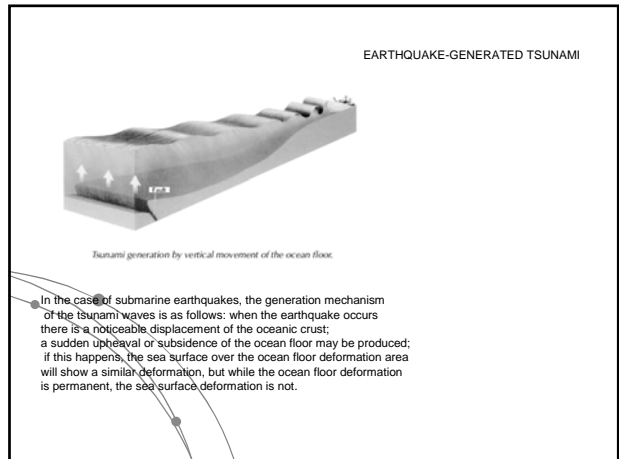 EARTHQUAKE-GENERATED TSUNAMI
Tsunami generation by vertical movement of the ocean floor.
In the case of submarine earthquakes, the generation mechanism
of the tsunami waves is as follows: when the earthquake occurs
there is a noticeable displacement of the oceanic crust;
a sudden upheaval or subsidence of the ocean floor may be produced;
if this happens, the sea surface over the ocean floor deformation area
will show a similar deformation, but while the ocean floor deformation
is permanent, the sea surface deformation is not.